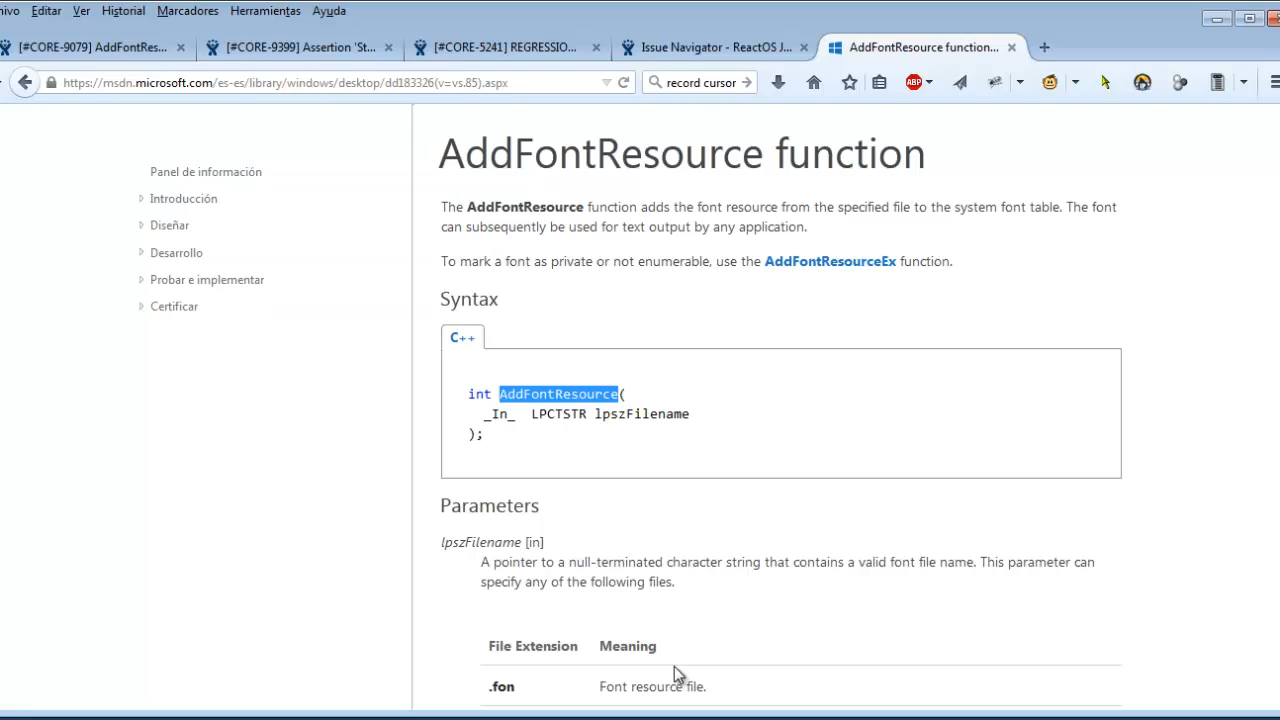 hivo Editar Ver Historial Marcadores Herramientas Ayuda
[#CORE-9079] AddFontRes... × [#CORE-9399] Assertion 'St... × [#CORE-5241] REGRESSIO... × Issue Navigator - ReactOS J... × AddFontResource function... ×
https://msdn.microsoft.com/es-es/library/windows/desktop/dd183326(v=vs.85).aspx record cursor ABP
Panel de información
Introducción
Diseñar
Desarrollo
Probar e implementar
Certificar
AddFontResource function
The AddFontResource function adds the font resource from the specified file to the system font table. The font
can subsequently be used for text output by any application.
To mark a font as private or not enumerable, use the AddFontResourceEx function.
Syntax
C++
int AddFontResource(
_In_ LPCTSTR lpszFilename
);
Parameters
lpszFilename [in]
A pointer to a null-terminated character string that contains a valid font file name. This parameter can
specify any of the following files.
File Extension Meaning
.fon Font resource file.